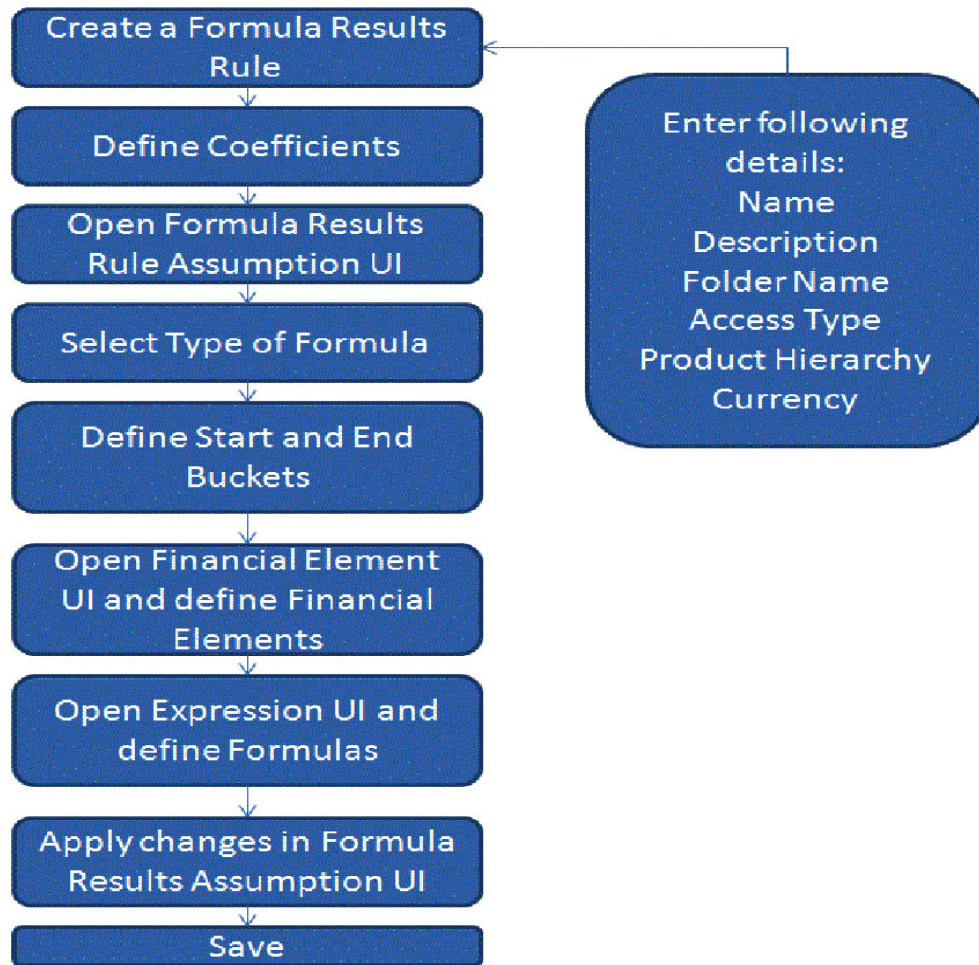 Create a Formula Results
Rule
Define Coefficients
Open Formula Results
Rule Assumption UI
Select Type of Formula
Define Start and End
Buckets
Open Financial Element
UI and define Financial
Elements
Open Expression UI and
define Formulas
Apply changes in Formula
Results Assumption UI
Save
Enter following
details:
Name
Description
Folder Name
Access Type
Product Hierarchy
Currency